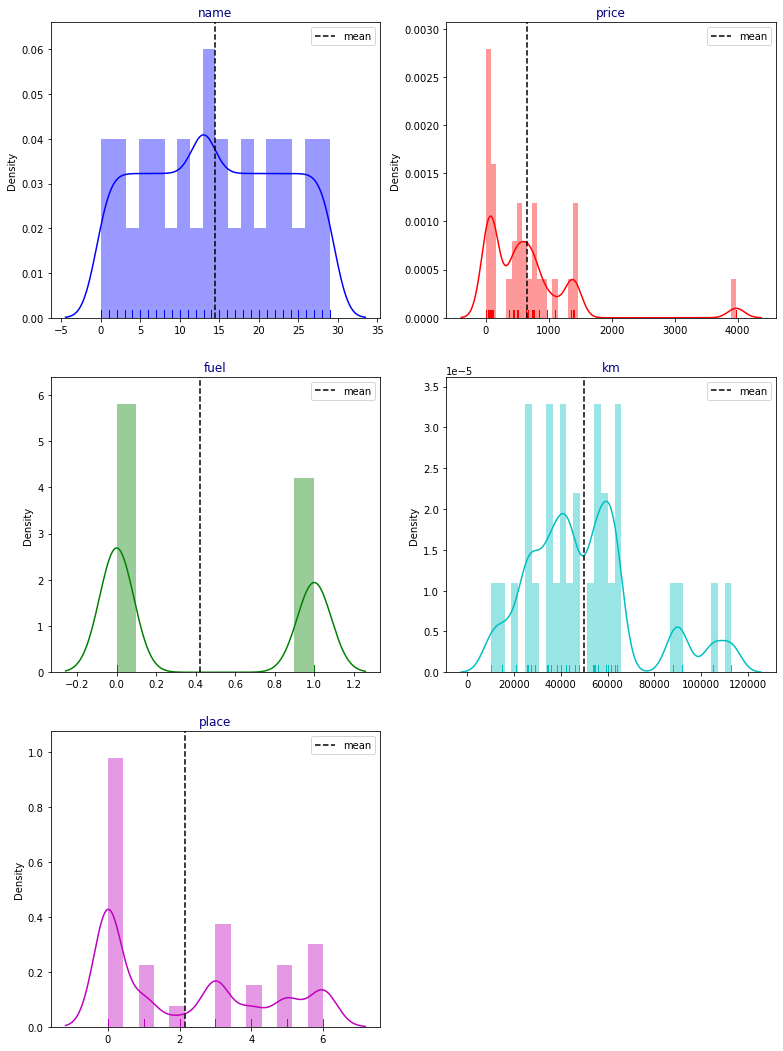 name
mean
Density
0.06
0.05
0.04
0.03
0.02
0.01
0.00
−5 0 5 10 15 20 25 30 35
price
mean
Density
0.0030
0.0025
0.0020
0.0015
0.0010
0.0005
0.0000
0 1000 2000 3000 4000
fuel
mean
Density
6
5
4
3
2
1
0
−0.2 0.0 0.2 0.4 0.6 0.8 1.0 1.2
km
1e−5
mean
Density
3.5
3.0
2.5
2.0
1.5
1.0
0.5
0.0
0 20000 40000 60000 80000 100000 120000
place
mean
Density
1.0
0.8
0.6
0.4
0.2
0.0
0 2 4 6